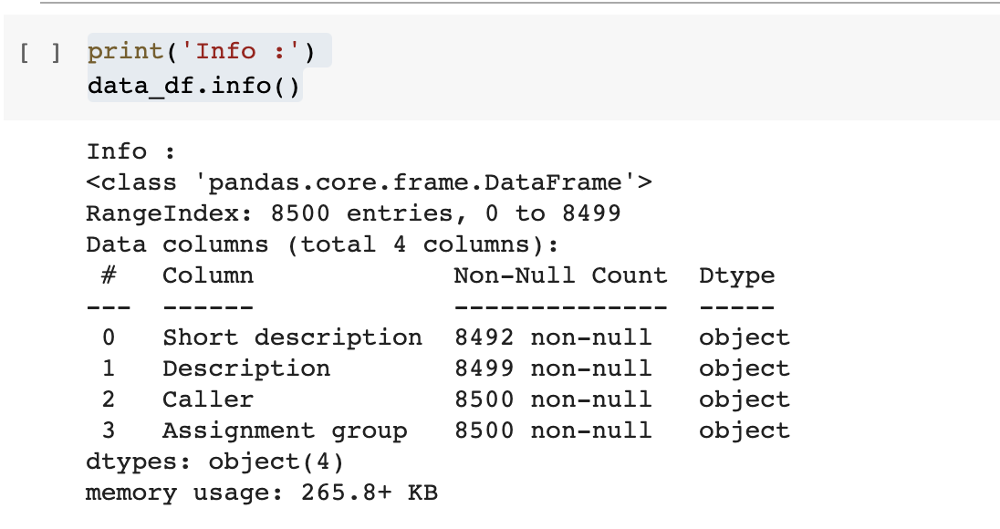 [ ] print('Info :')
data_df.info()
Info :
<class 'pandas.core.frame.DataFrame'>
RangeIndex: 8500 entries, 0 to 8499
Data columns (total 4 columns):
 #   Column             Non-Null Count  Dtype
---  ------             --------------  -----
 0   Short description  8492 non-null   object
 1   Description        8499 non-null   object
 2   Caller             8500 non-null   object
 3   Assignment group   8500 non-null   object
dtypes: object(4)
memory usage: 265.8+ KB